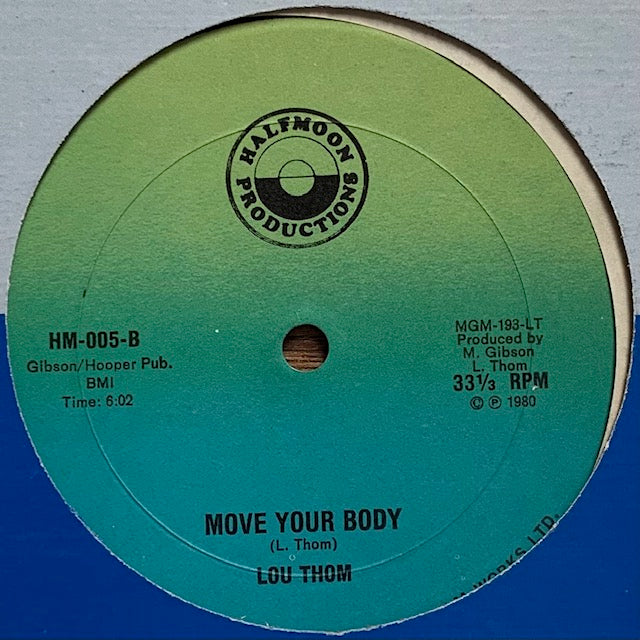 HALFMOON
PRODUCTIONS
HM-005-B
Gibson/Hooper Pub.
BMI
Time: 6:02
MGM-193-LT
Produced by
M. Gibson
L. Thom
33⅓ RPM
© ℗ 1980
MOVE YOUR BODY
(L. Thom)
LOU THOM
WORKS LTD.